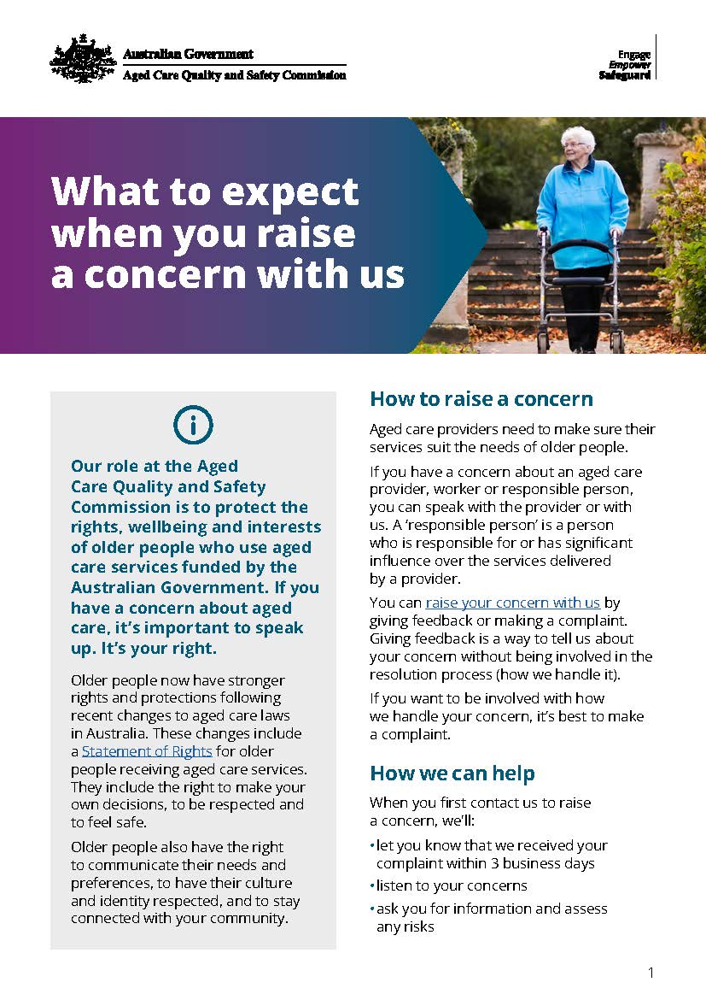 Australian Government
Aged Care Quality and Safety Commission
Engage
Empower
Safeguard
What to expect
when you raise
a concern with us
Our role at the Aged
Care Quality and Safety
Commission is to protect the
rights, wellbeing and interests
of older people who use aged
care services funded by the
Australian Government. If you
have a concern about aged
care, it’s important to speak
up. It’s your right.
Older people now have stronger
rights and protections following
recent changes to aged care laws
in Australia. These changes include
a Statement of Rights for older
people receiving aged care services.
They include the right to make your
own decisions, to be respected and
to feel safe.
Older people also have the right
to communicate their needs and
preferences, to have their culture
and identity respected, and to stay
connected with your community.
How to raise a concern
Aged care providers need to make sure their
services suit the needs of older people.
If you have a concern about an aged care
provider, worker or responsible person,
you can speak with the provider or with
us. A ‘responsible person’ is a person
who is responsible for or has significant
influence over the services delivered
by a provider.
You can raise your concern with us by
giving feedback or making a complaint.
Giving feedback is a way to tell us about
your concern without being involved in the
resolution process (how we handle it).
If you want to be involved with how
we handle your concern, it’s best to make
a complaint.
How we can help
When you first contact us to raise
a concern, we’ll:
• let you know that we received your
complaint within 3 business days
• listen to your concerns
• ask you for information and assess
any risks
1